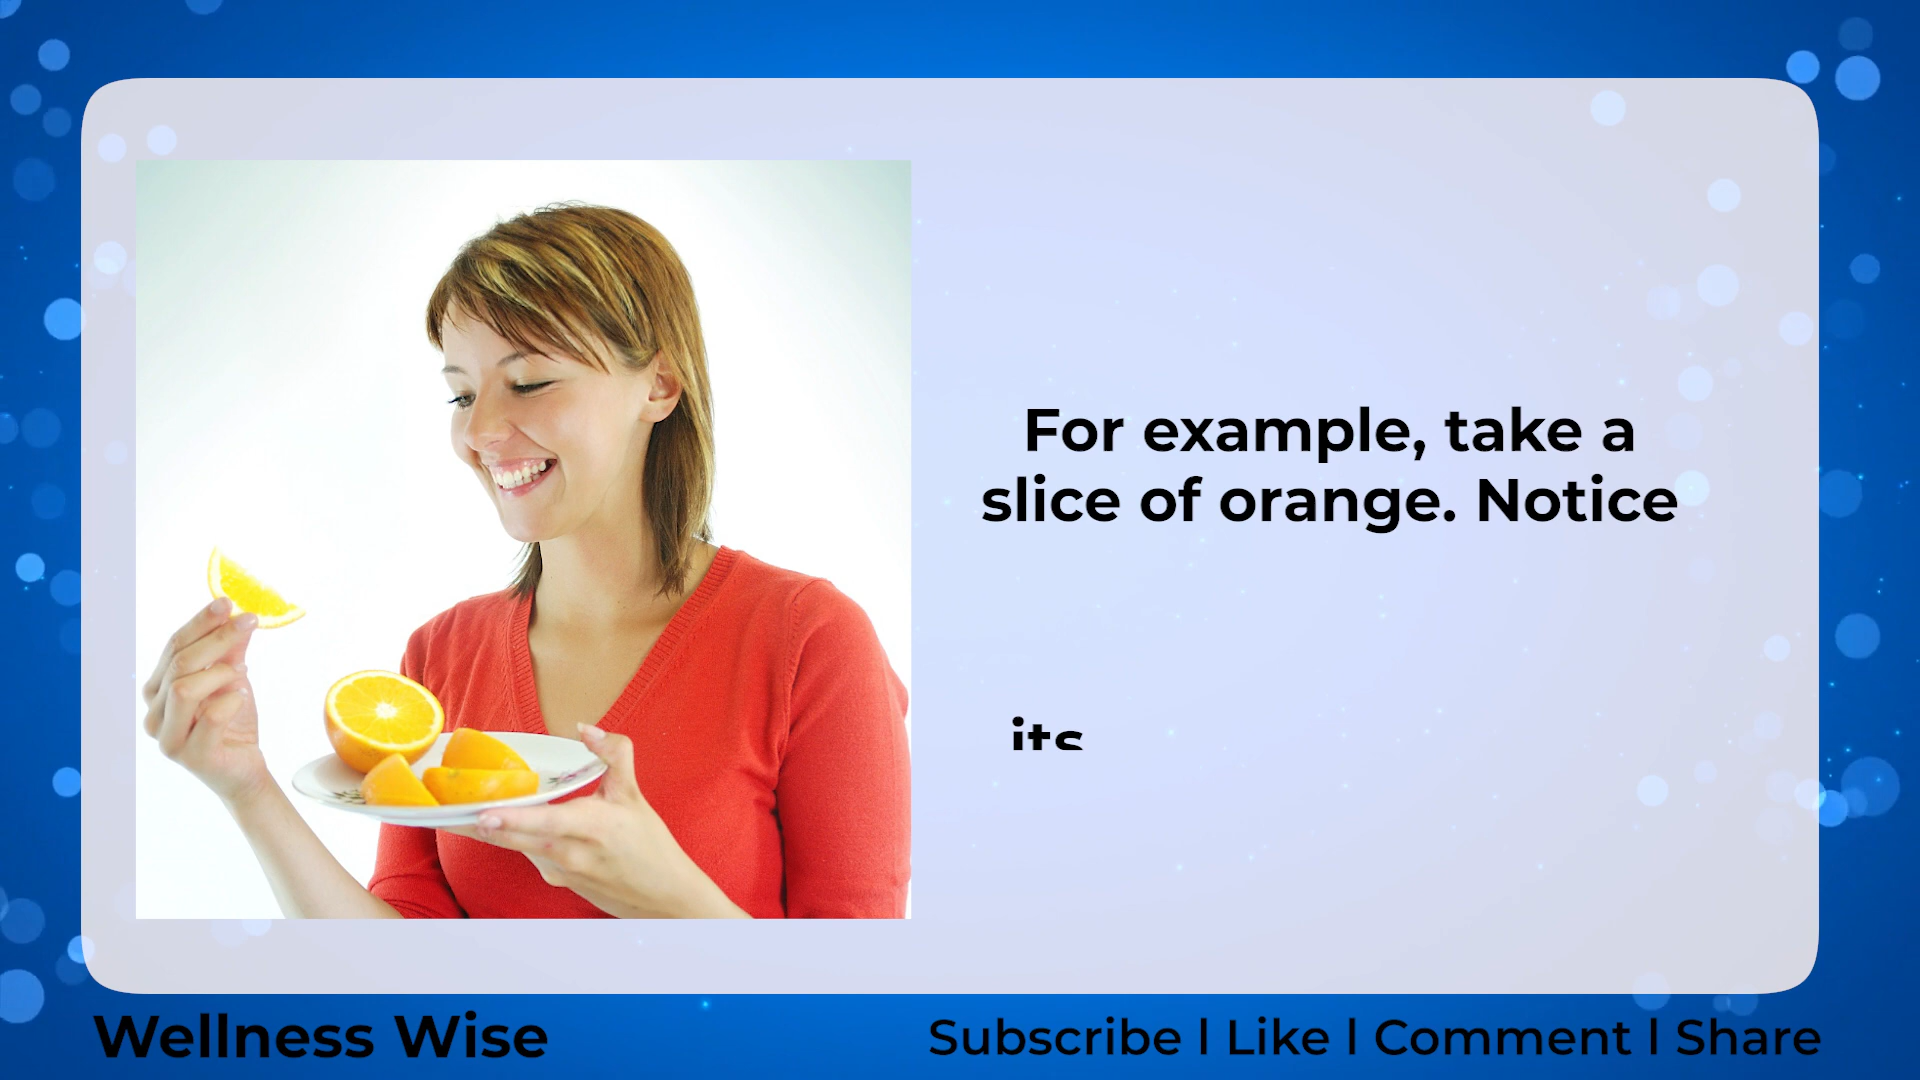 For example, take a
slice of orange. Notice
its
Wellness Wise
Subscribe l Like l Comment l Share